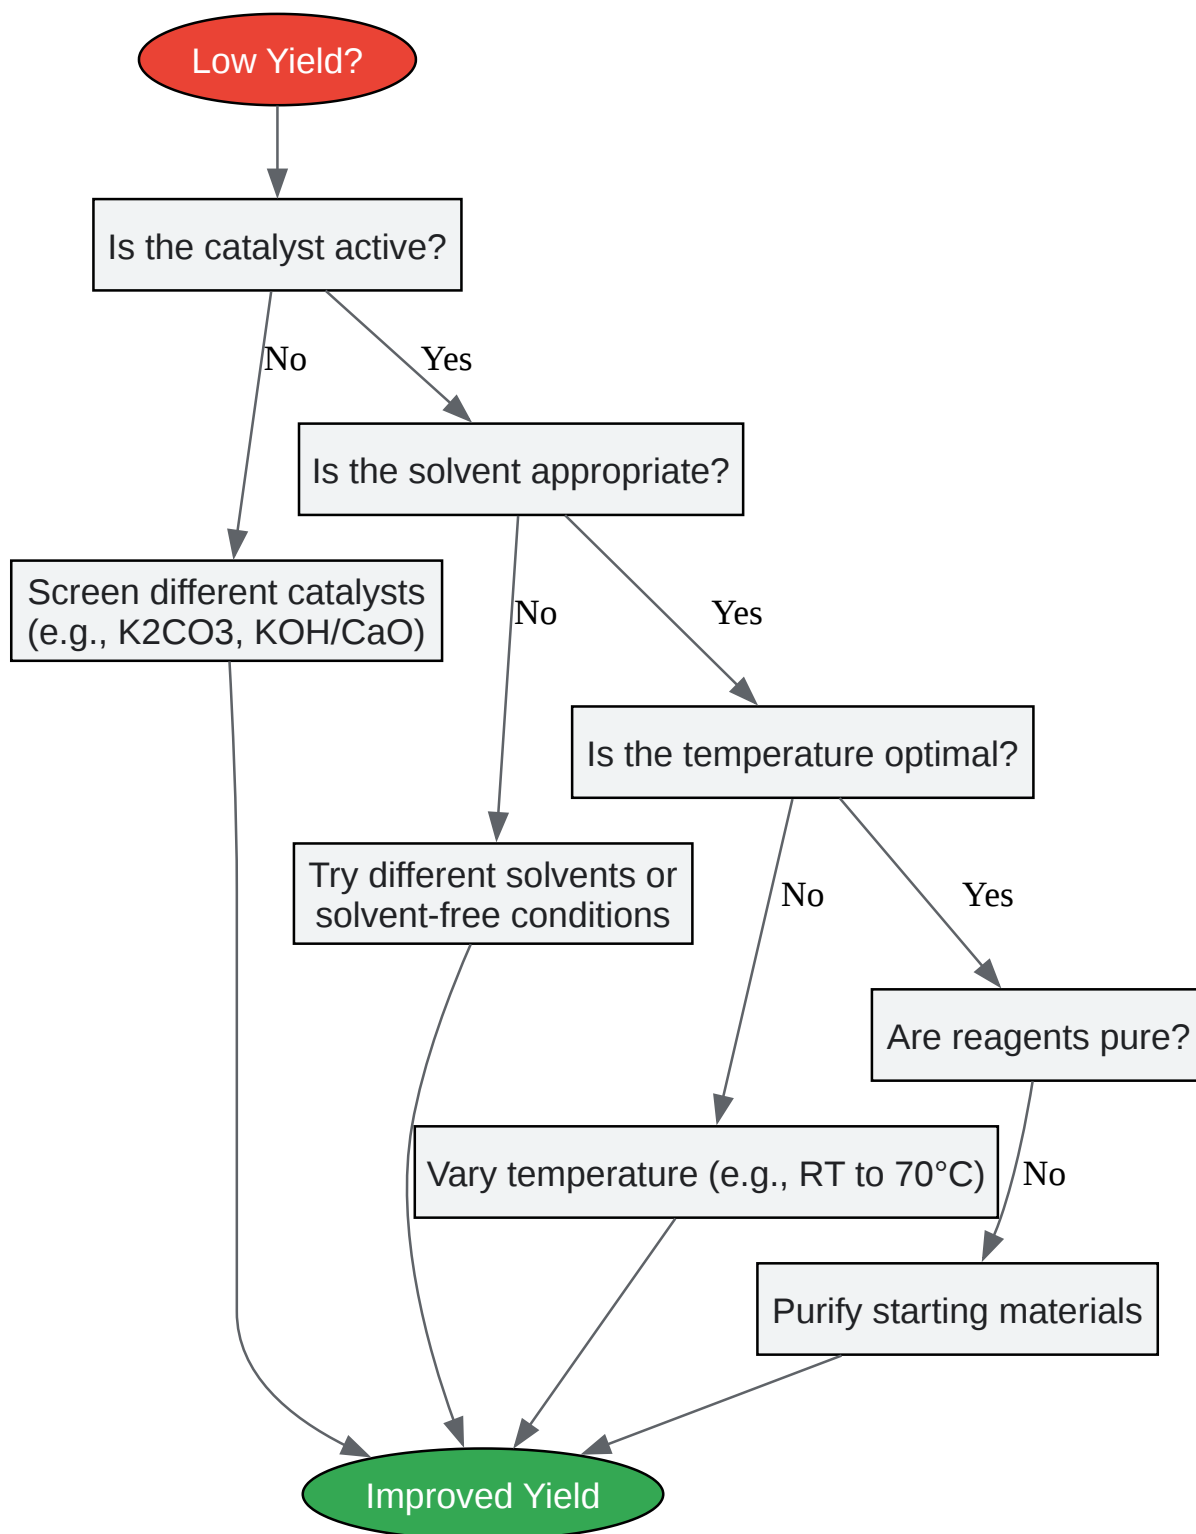 Low Yield?
Is the catalyst active?
No
Yes
Is the solvent appropriate?
Screen different catalysts
(e.g., K2CO3, KOH/CaO)
No
Yes
Is the temperature optimal?
Try different solvents or
solvent-free conditions
No
Yes
Are reagents pure?
Vary temperature (e.g., RT to 70°C)
No
Purify starting materials
Improved Yield